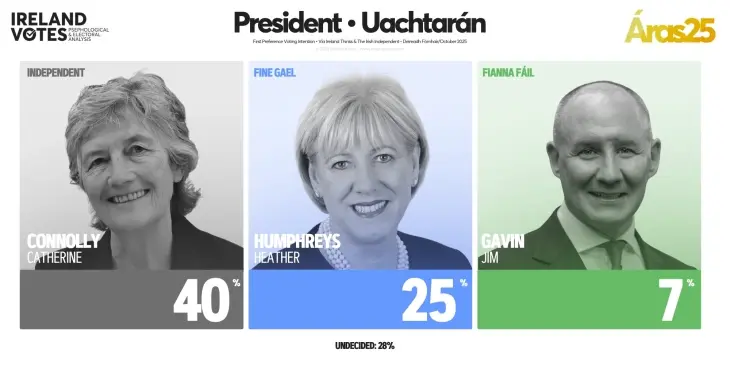 IRELAND
VOTES
PSEPHOLOGICAL
& ELECTORAL
ANALYSIS
President • Uachtarán
First Preference Voting Intention • Via Ireland Thinks & The Irish Independent • Deireadh Fómhair/October 2025
Áras25
INDEPENDENT
CONNOLLY
CATHERINE
40%
FINE GAEL
HUMPHREYS
HEATHER
25%
FIANNA FÁIL
GAVIN
JIM
7%
UNDECIDED: 28%